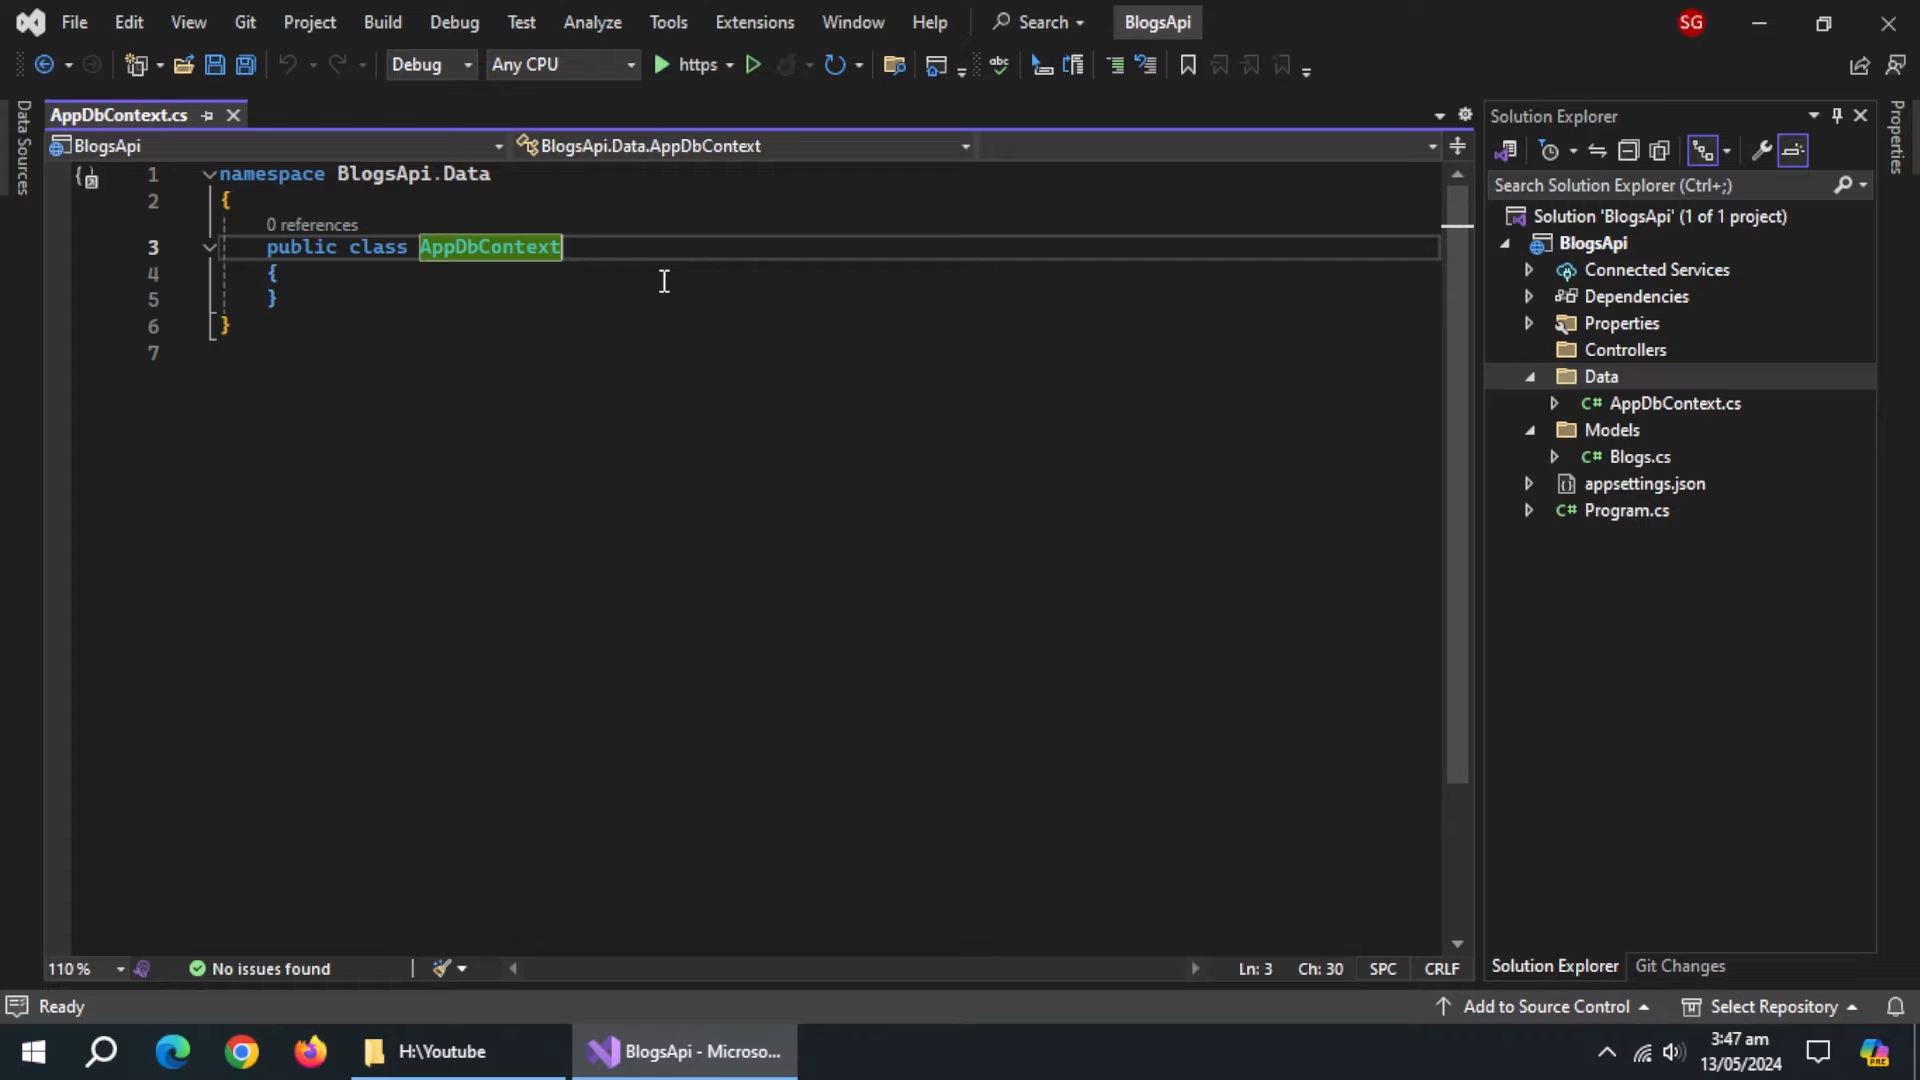 File Edit View Git Project Build Debug Test Analyze Tools Extensions Window Help Search BlogsApi SG
Debug Any CPU https abc
Data Sources
AppDbContext.cs
BlogsApi BlogsApi.Data.AppDbContext
1 namespace BlogsApi.Data
2 {
0 references
3 public class AppDbContext
4 {
5 }
6 }
7
110 % No issues found Ln: 3 Ch: 30 SPC CRLF
Solution Explorer
Properties
Search Solution Explorer (Ctrl+;)
Solution 'BlogsApi' (1 of 1 project)
BlogsApi
Connected Services
Dependencies
Properties
Controllers
Data
C# AppDbContext.cs
Models
C# Blogs.cs
appsettings.json
C# Program.cs
Solution Explorer Git Changes
Ready Add to Source Control Select Repository
H:\Youtube BlogsApi - Microso... 3:47 am
13/05/2024
PRE